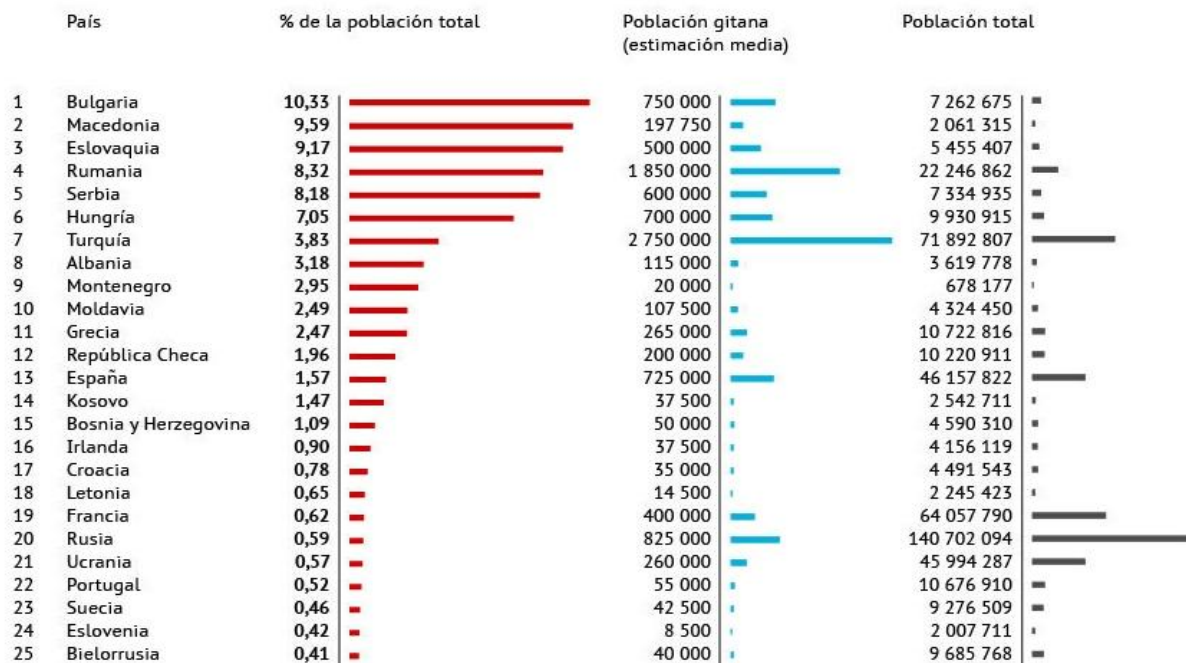 País % de la población total Población gitana Población total
(estimación media)
1 Bulgaria 10,33 750 000 7 262 675
2 Macedonia 9,59 197 750 2 061 315
3 Eslovaquia 9,17 500 000 5 455 407
4 Rumania 8,32 1 850 000 22 246 862
5 Serbia 8,18 600 000 7 334 935
6 Hungría 7,05 700 000 9 930 915
7 Turquía 3,83 2 750 000 71 892 807
8 Albania 3,18 115 000 3 619 778
9 Montenegro 2,95 20 000 678 177
10 Moldavia 2,49 107 500 4 324 450
11 Grecia 2,47 265 000 10 722 816
12 República Checa 1,96 200 000 10 220 911
13 España 1,57 725 000 46 157 822
14 Kosovo 1,47 37 500 2 542 711
15 Bosnia y Herzegovina 1,09 50 000 4 590 310
16 Irlanda 0,90 37 500 4 156 119
17 Croacia 0,78 35 000 4 491 543
18 Letonia 0,65 14 500 2 245 423
19 Francia 0,62 400 000 64 057 790
20 Rusia 0,59 825 000 140 702 094
21 Ucrania 0,57 260 000 45 994 287
22 Portugal 0,52 55 000 10 676 910
23 Suecia 0,46 42 500 9 276 509
24 Eslovenia 0,42 8 500 2 007 711
25 Bielorrusia 0,41 40 000 9 685 768